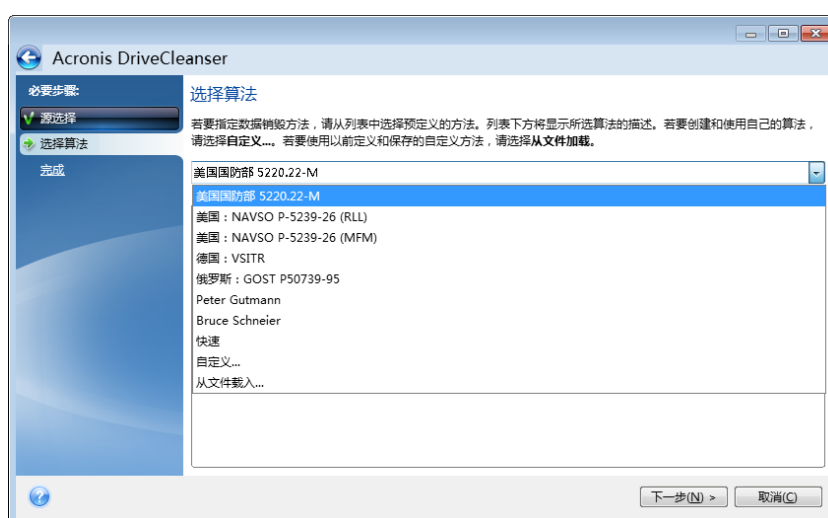 Acronis DriveCleanser
必要步骤:
源选择
选择算法
完成
选择算法
若要指定数据销毁方法，请从列表中选择预定义的方法。列表下方将显示所选算法的描述。若要创建和使用自己的算法，
请选择自定义...。若要使用以前定义和保存的自定义方法，请选择从文件加载。
美国国防部 5220.22-M
美国国防部 5220.22-M
美国：NAVSO P-5239-26 (RLL)
美国：NAVSO P-5239-26 (MFM)
德国：VSITR
俄罗斯：GOST P50739-95
Peter Gutmann
Bruce Schneier
快速
自定义...
从文件载入...
下一步(N) >
取消(C)